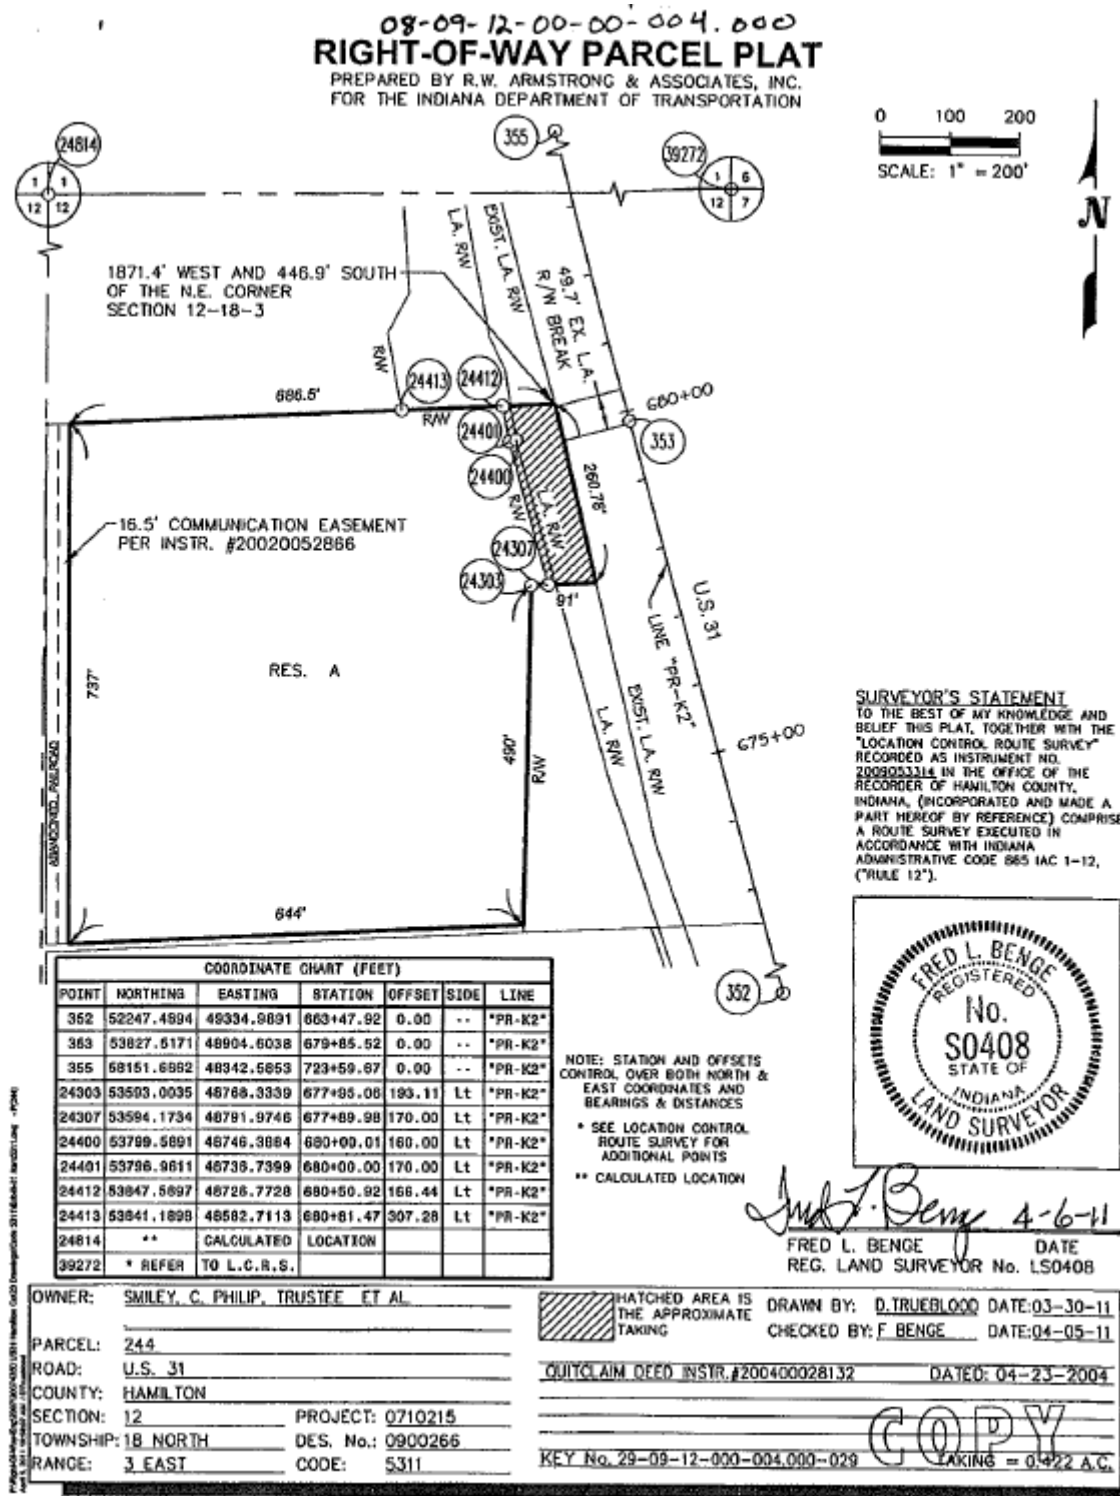 08-09-12-00-00-004.000
RIGHT-OF-WAY PARCEL PLAT
PREPARED BY R.W. ARMSTRONG & ASSOCIATES, INC.
FOR THE INDIANA DEPARTMENT OF TRANSPORTATION
0 100 200
SCALE: 1" = 200'
N
24814
1 1
12 12
355
39272
1 6
12 7
1871.4' WEST AND 446.9' SOUTH
OF THE N.E. CORNER
SECTION 12-18-3
L.A. R/W
EXIST. L.A. R/W
49.7' EX. L.A.
R/W BREAK
R/W
686.5'
24413
24412
R/W
680+00
24401
353
24400
R/W
L.A. R/W
260.78'
16.5' COMMUNICATION EASEMENT
PER INSTR. #20020052866
24307
24303
91'
U.S. 31
LINE "PR-K2"
RES. A
737'
490'
R/W
L.A. R/W
EXIST. L.A. R/W
675+00
ABANDONED RAILROAD
644'
352
SURVEYOR'S STATEMENT
TO THE BEST OF MY KNOWLEDGE AND
BELIEF THIS PLAT, TOGETHER WITH THE
"LOCATION CONTROL ROUTE SURVEY"
RECORDED AS INSTRUMENT NO.
2009053314 IN THE OFFICE OF THE
RECORDER OF HAMILTON COUNTY,
INDIANA, (INCORPORATED AND MADE A
PART HEREOF BY REFERENCE) COMPRISE
A ROUTE SURVEY EXECUTED IN
ACCORDANCE WITH INDIANA
ADMINISTRATIVE CODE 865 IAC 1-12,
("RULE 12").
FRED L. BENGE
REGISTERED
No.
S0408
STATE OF
INDIANA
LAND SURVEYOR
COORDINATE CHART (FEET)
POINT NORTHING EASTING STATION OFFSET SIDE LINE
352 52247.4994 49334.9891 663+47.92 0.00 -- "PR-K2"
353 53827.5171 48904.6038 679+85.52 0.00 -- "PR-K2"
355 58151.6862 48342.5853 723+59.67 0.00 -- "PR-K2"
24303 53593.0035 48768.3339 677+95.06 193.11 Lt "PR-K2"
24307 53594.1734 48791.9746 677+89.98 170.00 Lt "PR-K2"
24400 53799.5891 48746.3884 680+00.01 160.00 Lt "PR-K2"
24401 53796.9611 48736.7399 680+00.00 170.00 Lt "PR-K2"
24412 53847.5697 48726.7728 680+50.92 166.44 Lt "PR-K2"
24413 53841.1898 48582.7113 680+81.47 307.28 Lt "PR-K2"
24814 ** CALCULATED LOCATION
39272 * REFER TO L.C.R.S.
NOTE: STATION AND OFFSETS
CONTROL OVER BOTH NORTH &
EAST COORDINATES AND
BEARINGS & DISTANCES
* SEE LOCATION CONTROL
ROUTE SURVEY FOR
ADDITIONAL POINTS
** CALCULATED LOCATION
Fred L. Benge 4-6-11
FRED L. BENGE DATE
REG. LAND SURVEYOR No. LS0408
OWNER: SMILEY, C. PHILIP, TRUSTEE ET AL
PARCEL: 244
ROAD: U.S. 31
COUNTY: HAMILTON
SECTION: 12 PROJECT: 0710215
TOWNSHIP: 18 NORTH DES. No.: 0900266
RANGE: 3 EAST CODE: 5311
HATCHED AREA IS
THE APPROXIMATE
TAKING
DRAWN BY: D.TRUEBLOOD DATE:03-30-11
CHECKED BY: F BENGE DATE:04-05-11
QUITCLAIM DEED INSTR.#200400028132 DATED: 04-23-2004
COPY
KEY No. 29-09-12-000-004.000-029 TAKING = 0.422 A.C.